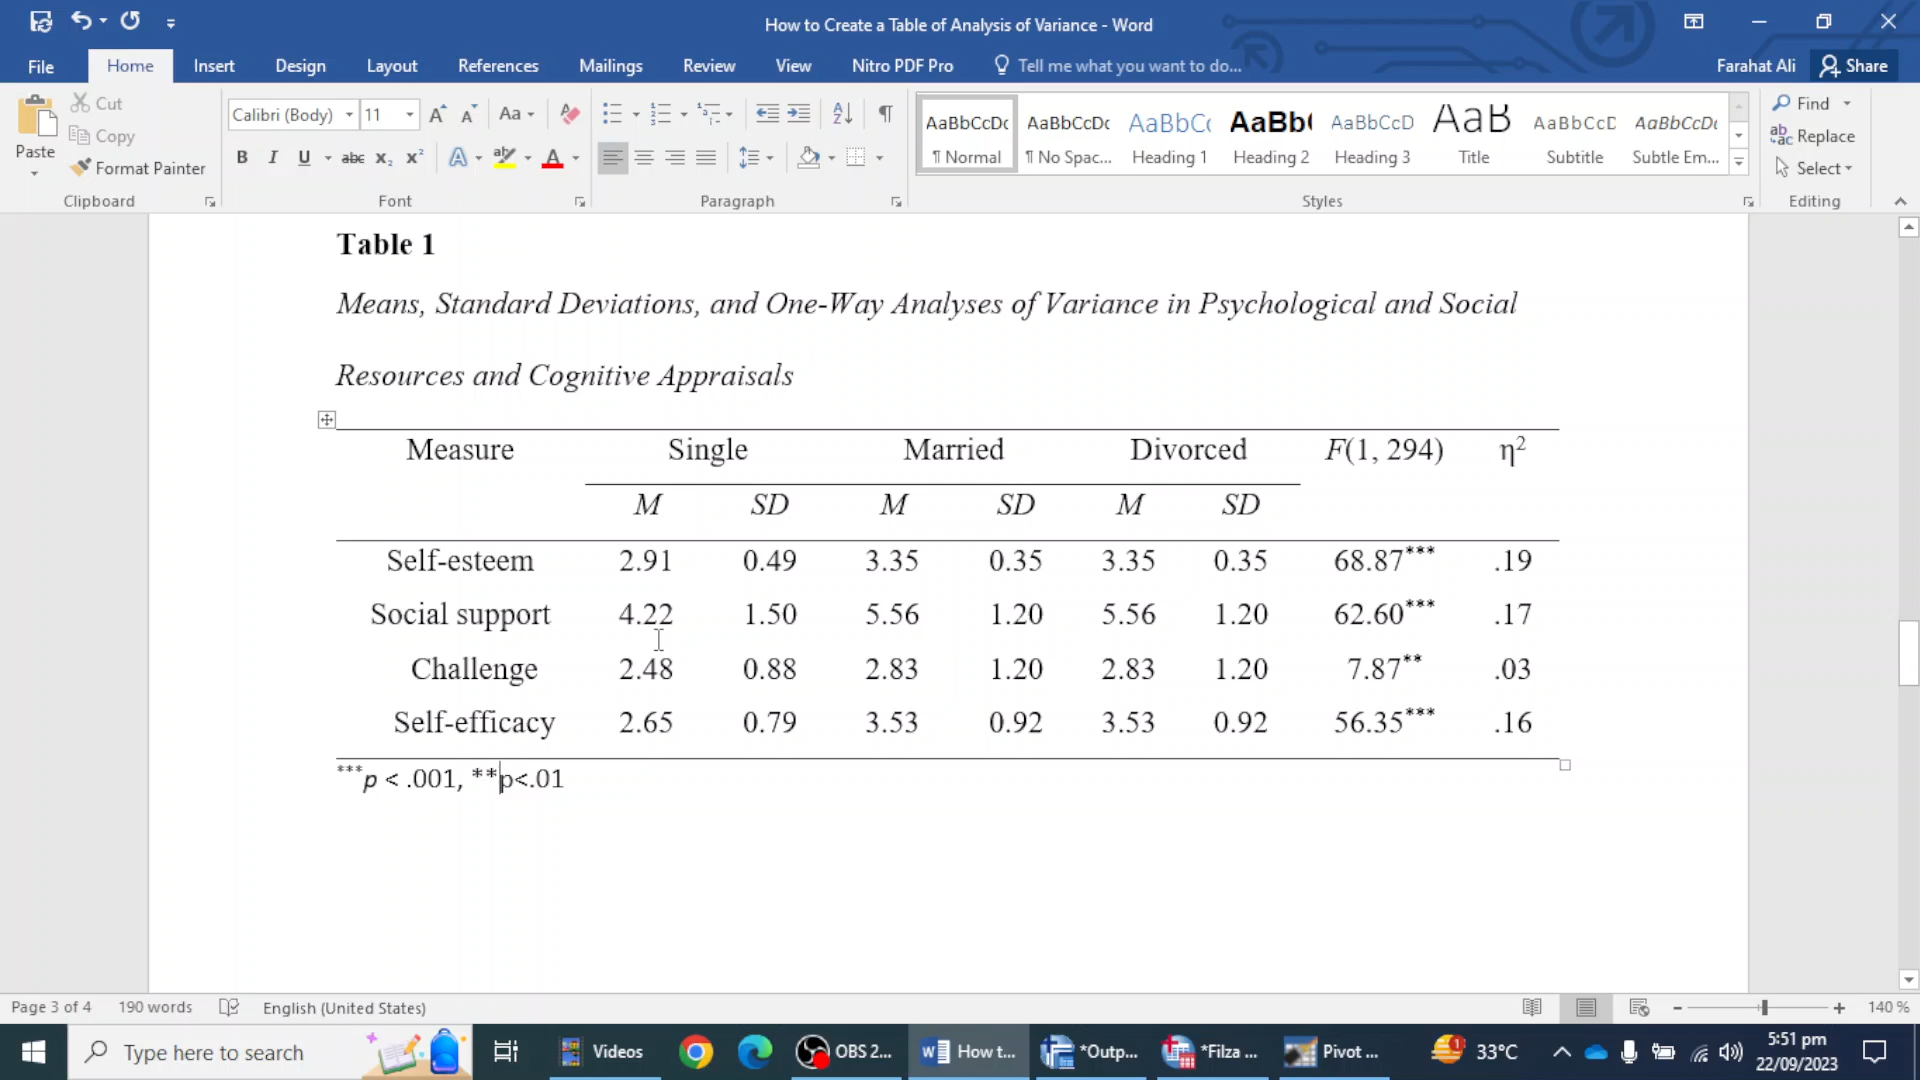 How to Create a Table of Analysis of Variance - Word
File Home Insert Design Layout References Mailings Review View Nitro PDF Pro Tell me what you want to do... Farahat Ali Share
Paste
Cut
Copy
Format Painter
Clipboard
Calibri (Body) 11
Font
Paragraph
AaBbCcDc AaBbCcDc AaBbC AaBb AaBbCcD AaB AaBbCcD AaBbCcDc
¶ Normal ¶ No Spac... Heading 1 Heading 2 Heading 3 Title Subtitle Subtle Em...
Styles
Find
Replace
Select
Editing
Table 1
Means, Standard Deviations, and One-Way Analyses of Variance in Psychological and Social
Resources and Cognitive Appraisals
Measure Single Married Divorced F(1, 294) η²
M SD M SD M SD
Self-esteem 2.91 0.49 3.35 0.35 3.35 0.35 68.87*** .19
Social support 4.22 1.50 5.56 1.20 5.56 1.20 62.60*** .17
Challenge 2.48 0.88 2.83 1.20 2.83 1.20 7.87** .03
Self-efficacy 2.65 0.79 3.53 0.92 3.53 0.92 56.35*** .16
***p < .001, **p<.01
Page 3 of 4 190 words English (United States) 140 %
Type here to search Videos OBS 2... How t... *Outp... *Filza ... Pivot ... 33°C
5:51 pm
22/09/2023